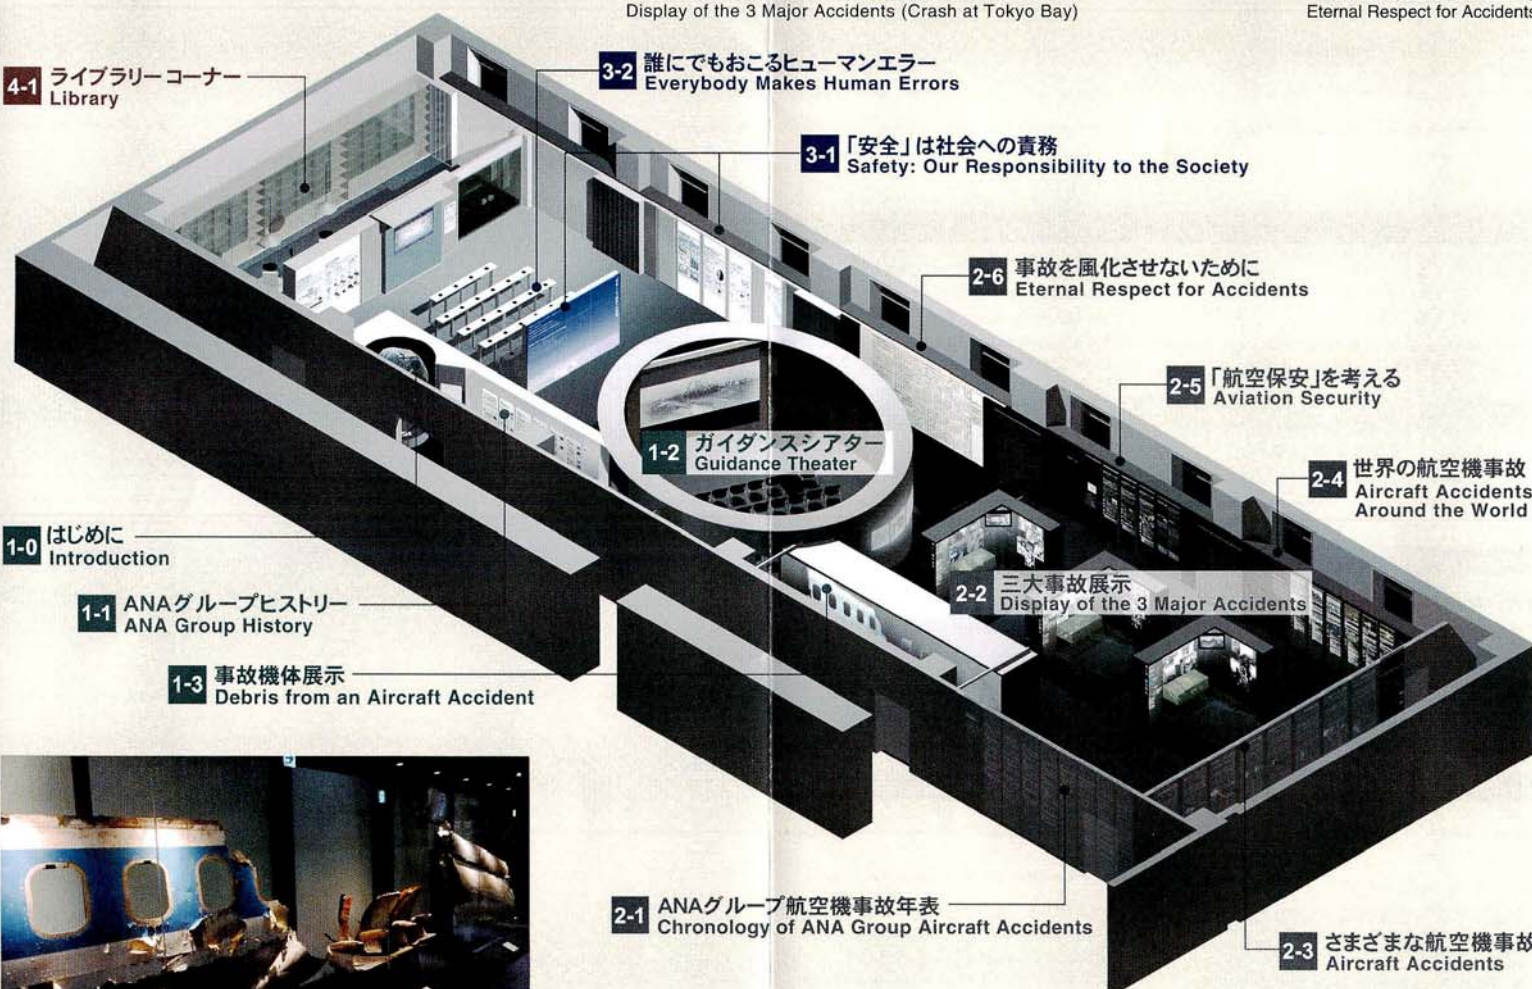 Display of the 3 Major Accidents (Crash at Tokyo Bay)
Eternal Respect for Accidents
4-1 ライブラリーコーナー
Library
3-2 誰にでもおこるヒューマンエラー
Everybody Makes Human Errors
3-1 「安全」は社会への責務
Safety: Our Responsibility to the Society
2-6 事故を風化させないために
Eternal Respect for Accidents
2-5 「航空保安」を考える
Aviation Security
1-2 ガイダンスシアター
Guidance Theater
2-4 世界の航空機事故
Aircraft Accidents
Around the World
1-0 はじめに
Introduction
2-2 三大事故展示
Display of the 3 Major Accidents
1-1 ANAグループヒストリー
ANA Group History
1-3 事故機体展示
Debris from an Aircraft Accident
2-1 ANAグループ航空機事故年表
Chronology of ANA Group Aircraft Accidents
2-3 さまざまな航空機事故
Aircraft Accidents